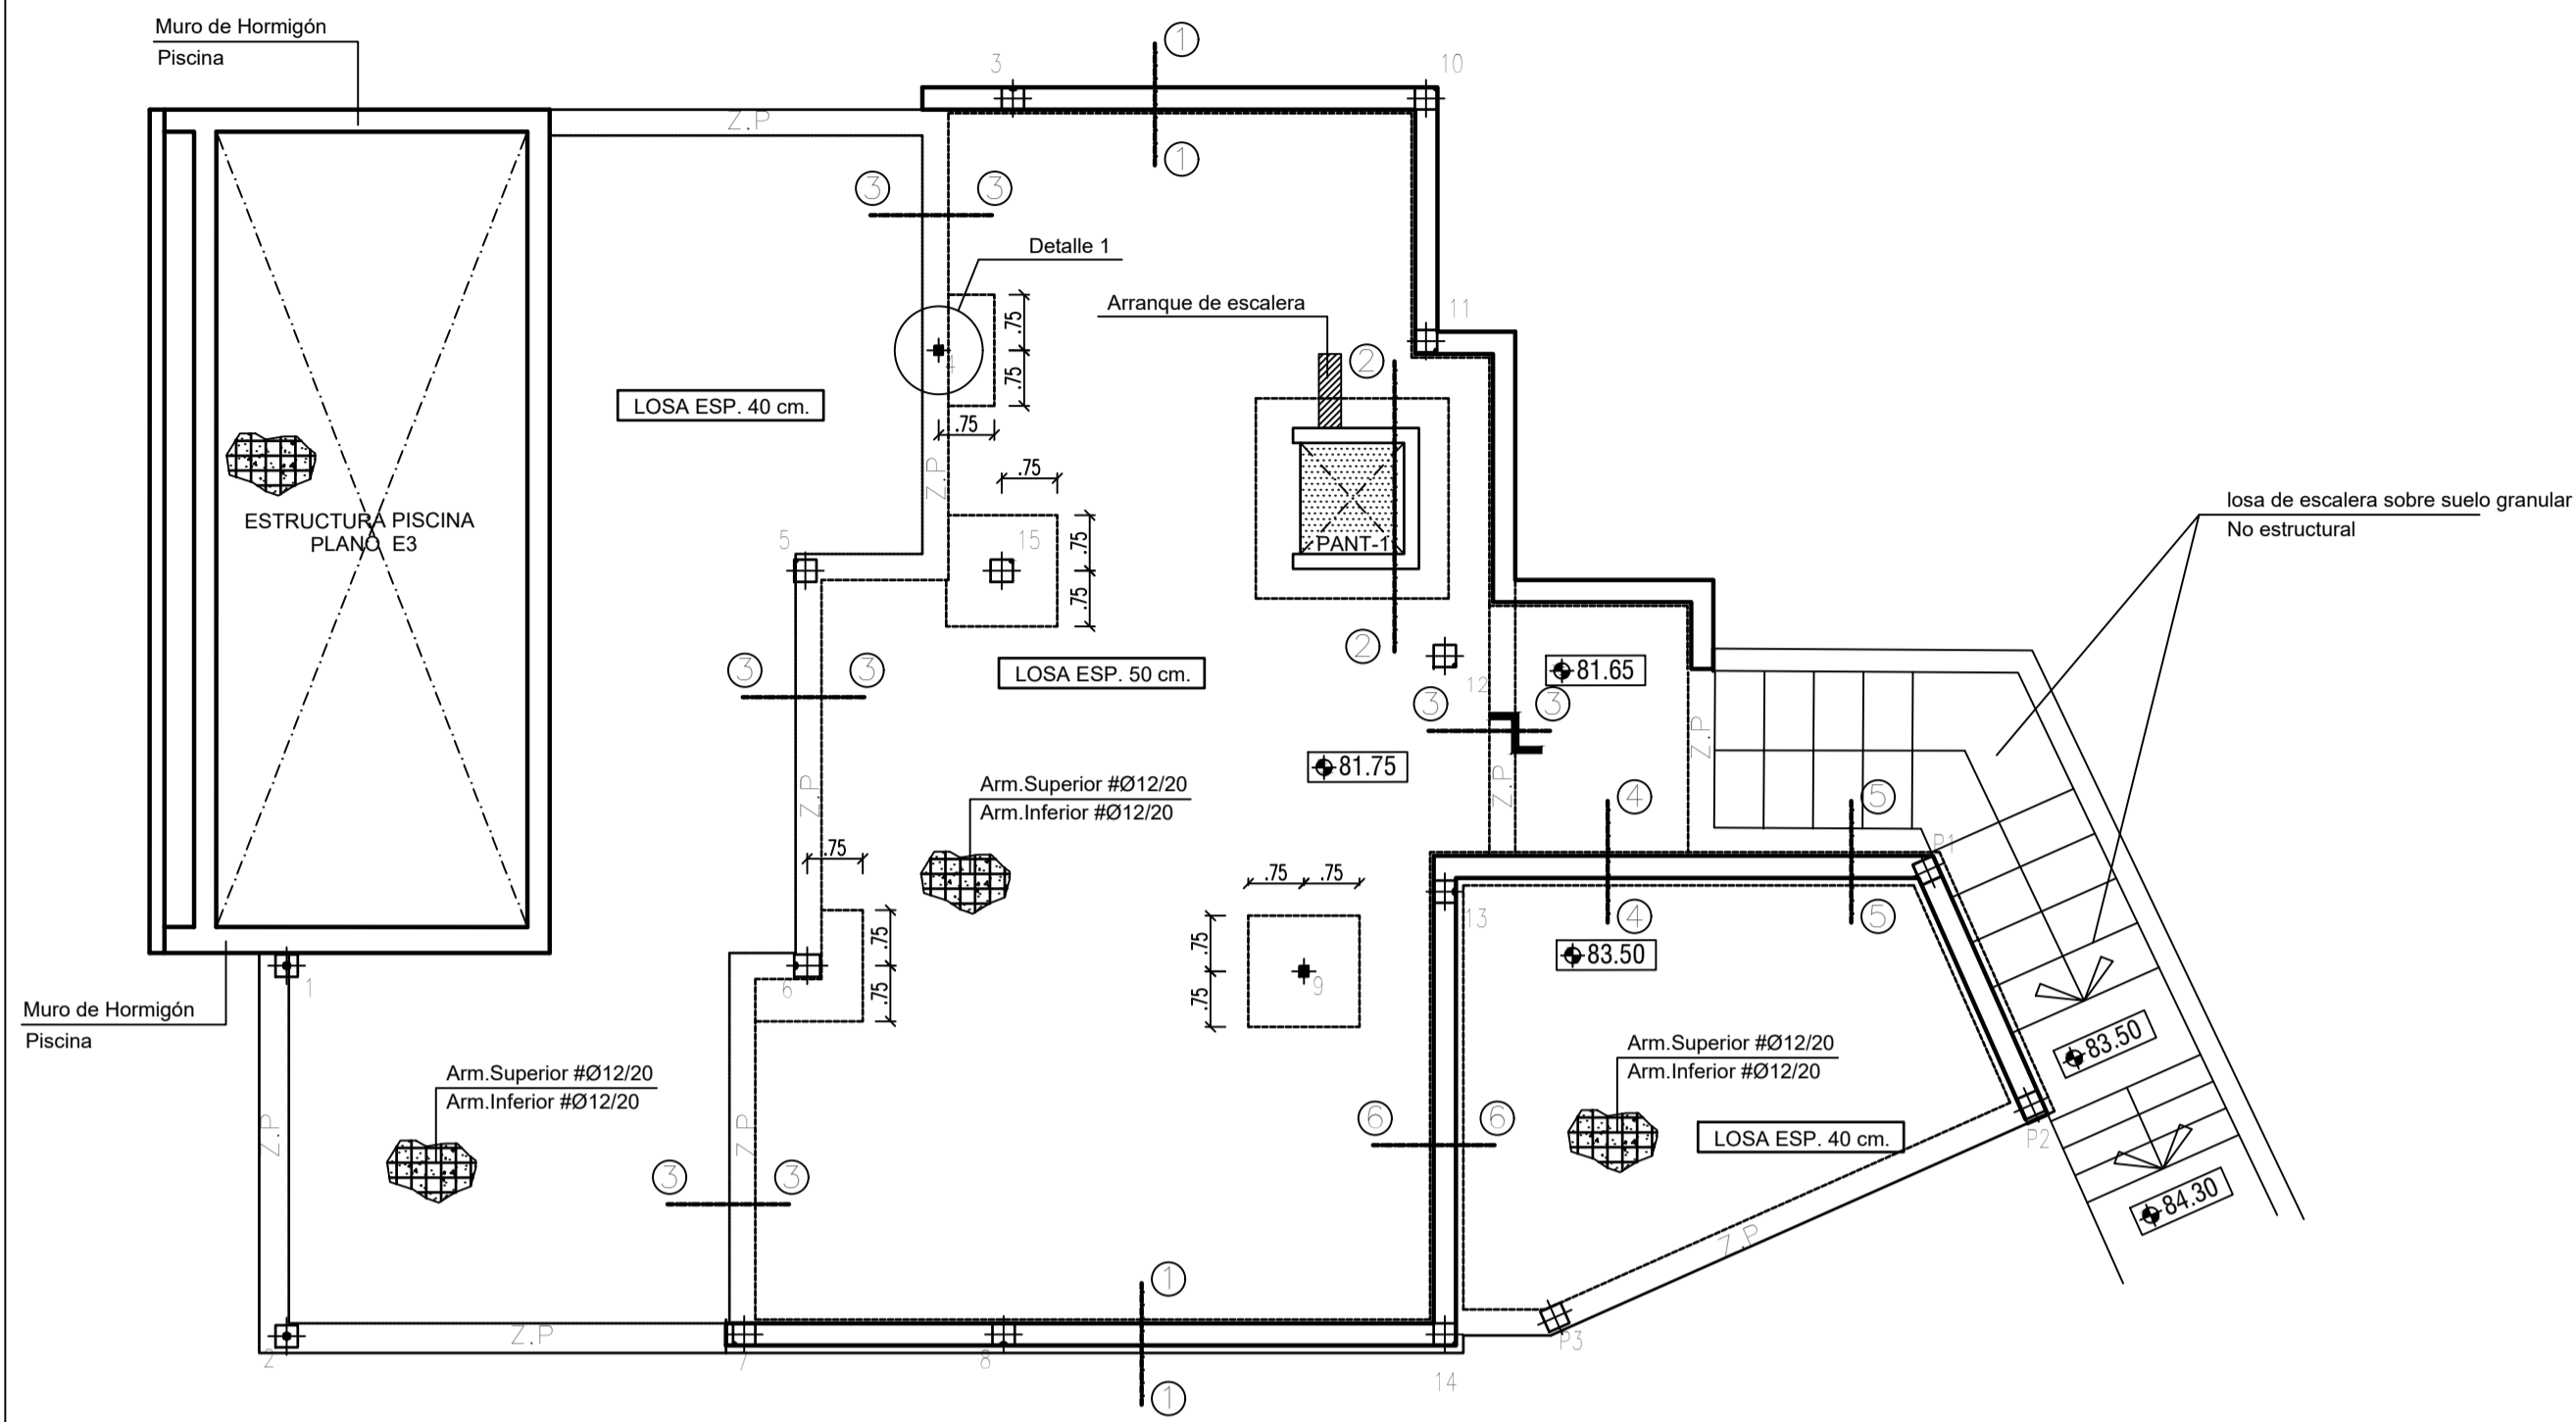 Muro de Hormigón
Piscina
1
3
10
Z.P
1
3
3
Detalle 1
Arranque de escalera
11
.75
4
.75
2
LOSA ESP. 40 cm.
.75
Z.P
.75
losa de escalera sobre suelo granular
No estructural
ESTRUCTURA PISCINA
PLANO E3
5
15
.75
PANT-1
.75
2
3
3
LOSA ESP. 50 cm.
81.65
12
3
3
Z.P
81.75
Z.P
Z.P
Arm.Superior #Ø12/20
Arm.Inferior #Ø12/20
4
5
P1
.75
.75
.75
13
4
5
.75
.75
83.50
1
6
9
.75
.75
Muro de Hormigón
Piscina
83.50
Arm.Superior #Ø12/20
Arm.Inferior #Ø12/20
Arm.Superior #Ø12/20
Arm.Inferior #Ø12/20
Z.P
Z.P
6
6
LOSA ESP. 40 cm.
P2
3
3
84.30
Z.P
1
Z.P
2
7
8
P3
14
1